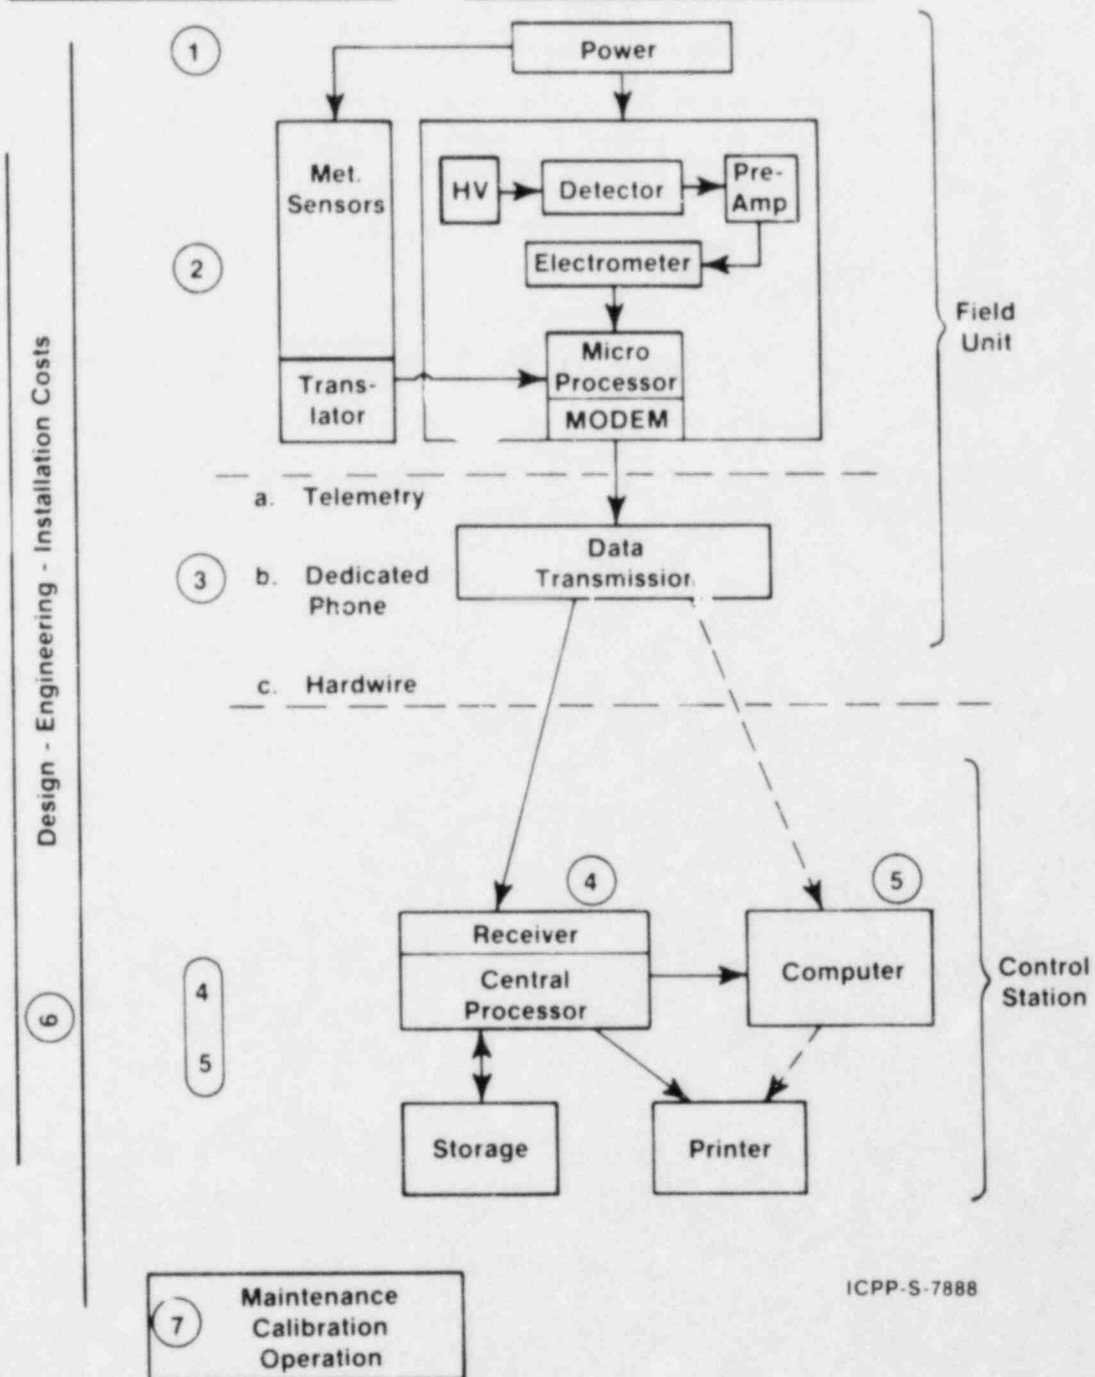 1
Power
Met.
Sensors
HV
Detector
Pre-
Amp
2
Electrometer
Micro
Processor
MODEM
Trans-
lator
Field
Unit
a. Telemetry
3
b. Dedicated
Phone
Data
Transmission
c. Hardwire
Design - Engineering - Installation Costs
6
4
5
4
Receiver
Central
Processor
5
Computer
Control
Station
Storage
Printer
7
Maintenance
Calibration
Operation
ICPP-S-7888